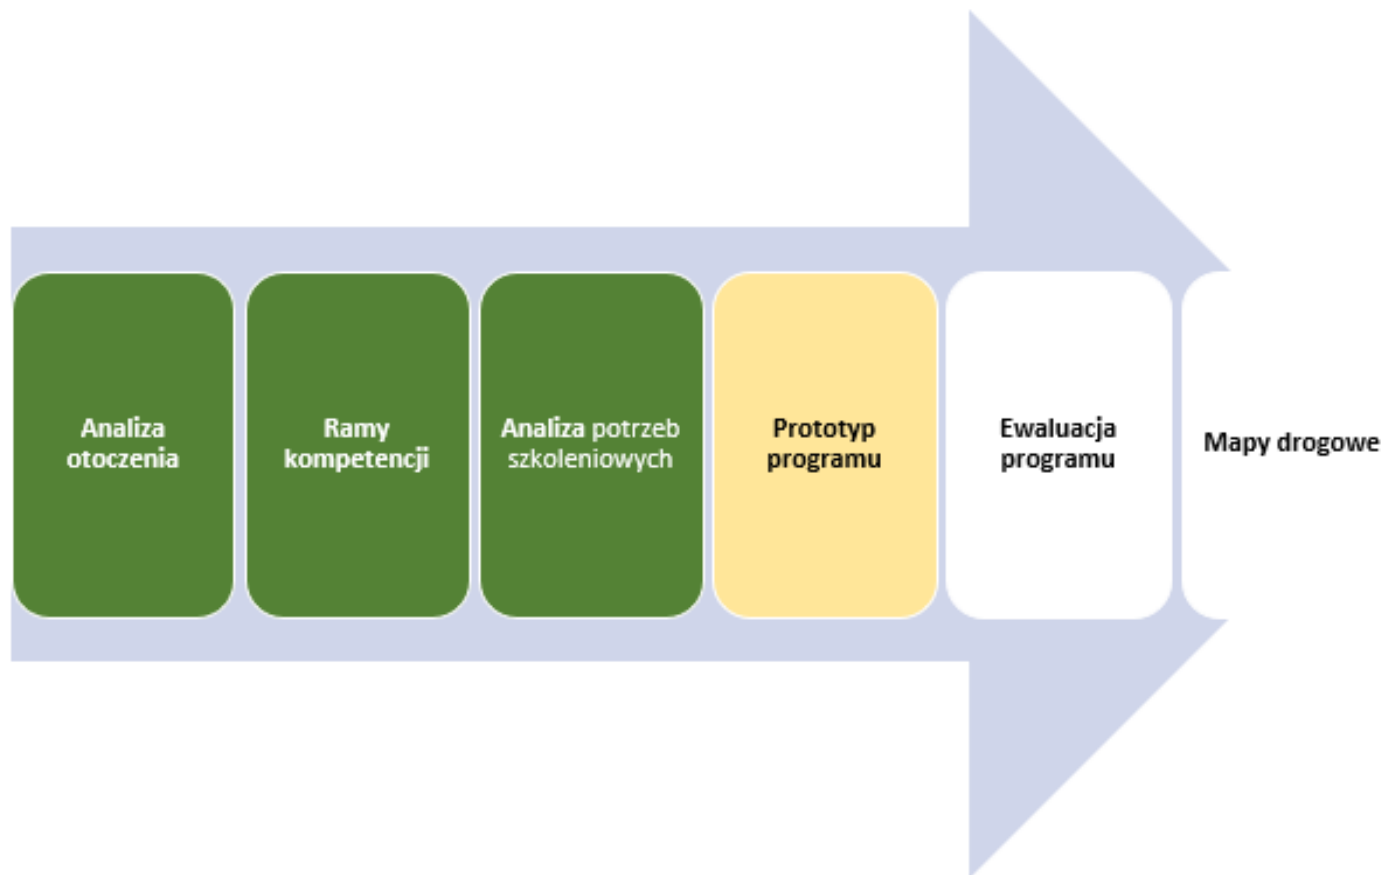 Analiza
otoczenia
Ramy
kompetencji
Analiza potrzeb
szkoleniowych
Prototyp
programu
Ewaluacja
programu
Mapy drogowe